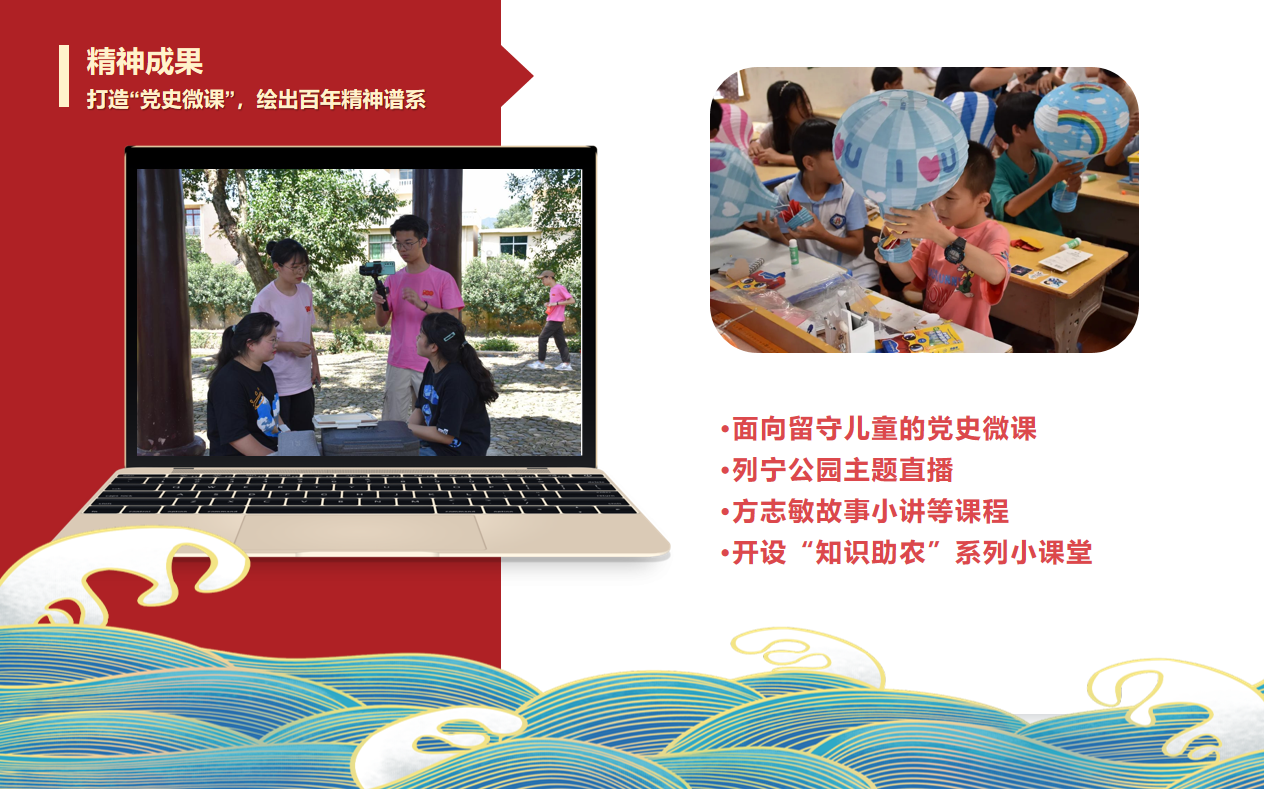 精神成果
打造“党史微课”，绘出百年精神谱系
U I U
•面向留守儿童的党史微课
•列宁公园主题直播
•方志敏故事小讲等课程
•开设“知识助农”系列小课堂